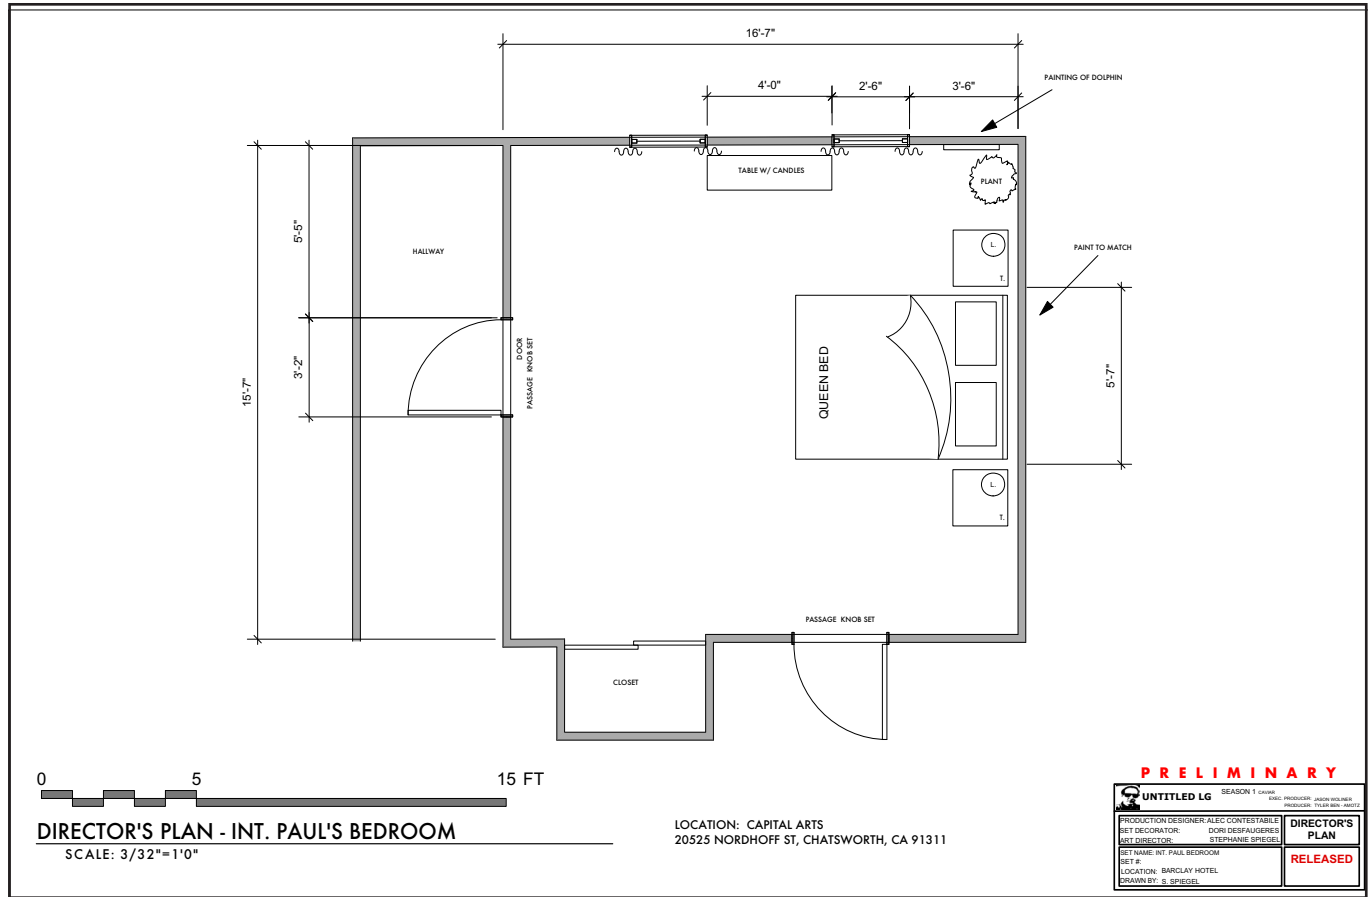 16'-7"
PAINTING OF DOLPHIN
4'-0"
2'-6"
3'-6"
TABLE W/ CANDLES
PLANT
5'-5"
HALLWAY
L.
T.
PAINT TO MATCH
3'-2"
DOOR
PASSAGE KNOB SET
15'-7"
QUEEN BED
5'-7"
L.
T.
PASSAGE KNOB SET
CLOSET
0 5 15 FT
DIRECTOR'S PLAN - INT. PAUL'S BEDROOM
SCALE: 3/32"=1'0"
LOCATION: CAPITAL ARTS
20525 NORDHOFF ST, CHATSWORTH, CA 91311
PRELIMINARY
UNTITLED LG SEASON 1 CAVIAR
EXEC. PRODUCER: JASON WOLINER
PRODUCER: TYLER BEN - AMOTZ
PRODUCTION DESIGNER: ALEC CONTESTABILE
SET DECORATOR: DORI DESFAUGERES
ART DIRECTOR: STEPHANIE SPIEGEL
DIRECTOR'S
PLAN
SET NAME: INT. PAUL BEDROOM
SET #:
LOCATION: BARCLAY HOTEL
DRAWN BY: S. SPIEGEL
RELEASED